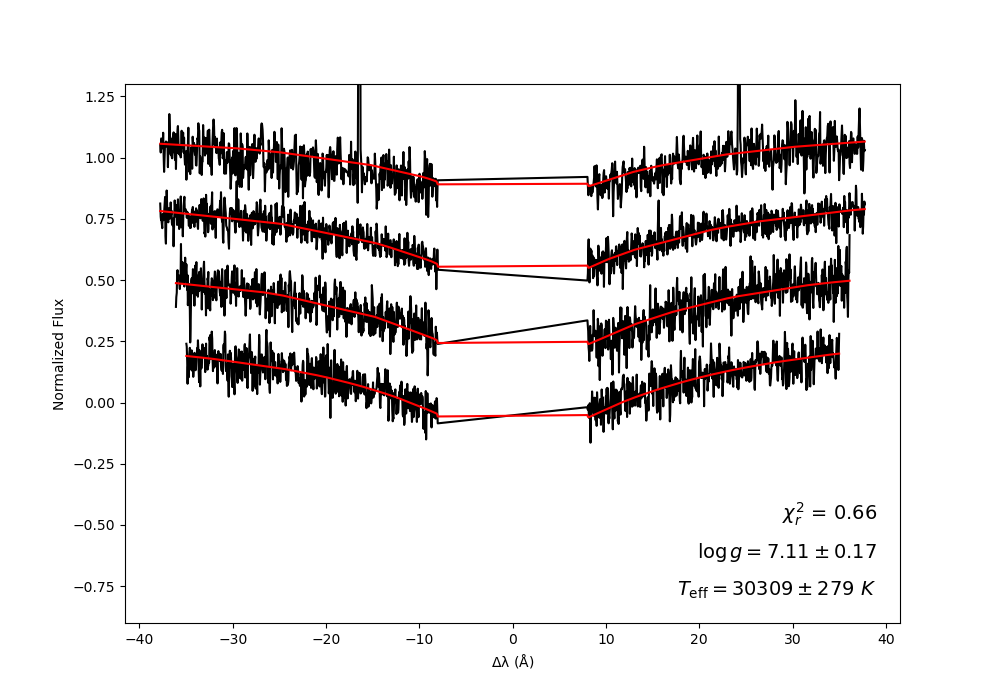 1.25
1.00
0.75
0.50
0.25
0.00
−0.25
−0.50
−0.75
Normalized Flux
χ²ᵣ = 0.66
log g = 7.11 ± 0.17
T_eff = 30309 ± 279 K
−40 −30 −20 −10 0 10 20 30 40
Δλ (Å)